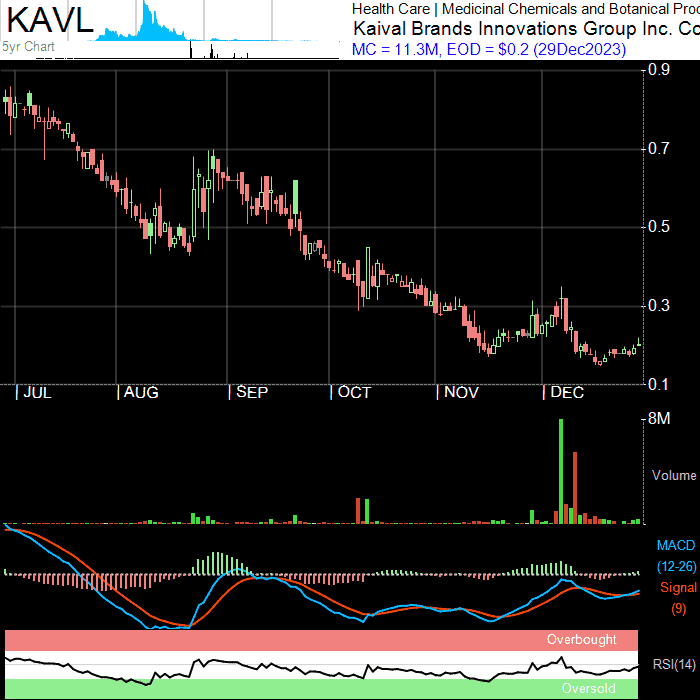 KAVL
5yr Chart
Health Care | Medicinal Chemicals and Botanical Proc
Kaival Brands Innovations Group Inc. Co
MC = 11.3M, EOD = $0.2 (29Dec2023)
0.9
0.7
0.5
0.3
0.1
JUL AUG SEP OCT NOV DEC
8M
Volume
MACD
(12-26)
Signal
(9)
Overbought
RSI(14)
Oversold